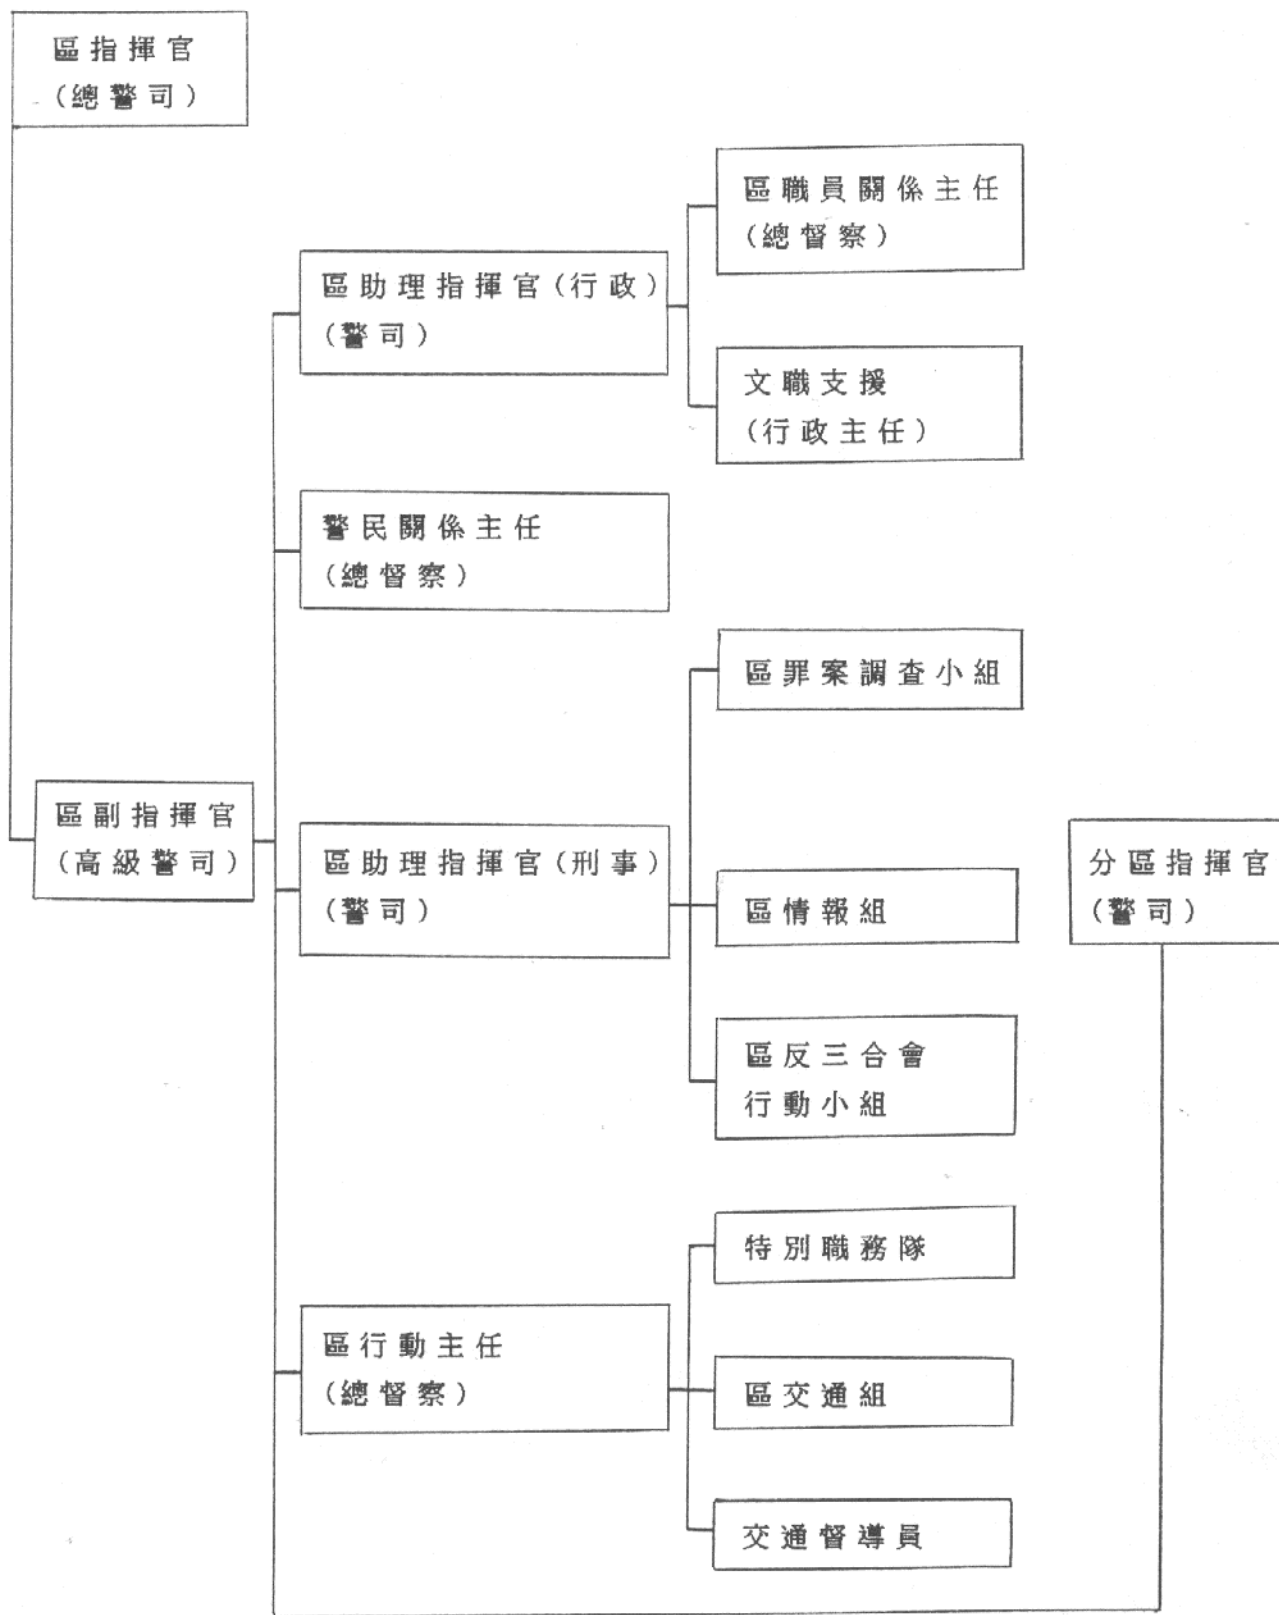 區指揮官
(總警司)
區職員關係主任
(總督察)
區助理指揮官(行政)
(警司)
文職支援
(行政主任)
警民關係主任
(總督察)
區罪案調查小組
區副指揮官
(高級警司)
區助理指揮官(刑事)
(警司)
區情報組
分區指揮官
(警司)
區反三合會
行動小組
特別職務隊
區行動主任
(總督察)
區交通組
交通督導員